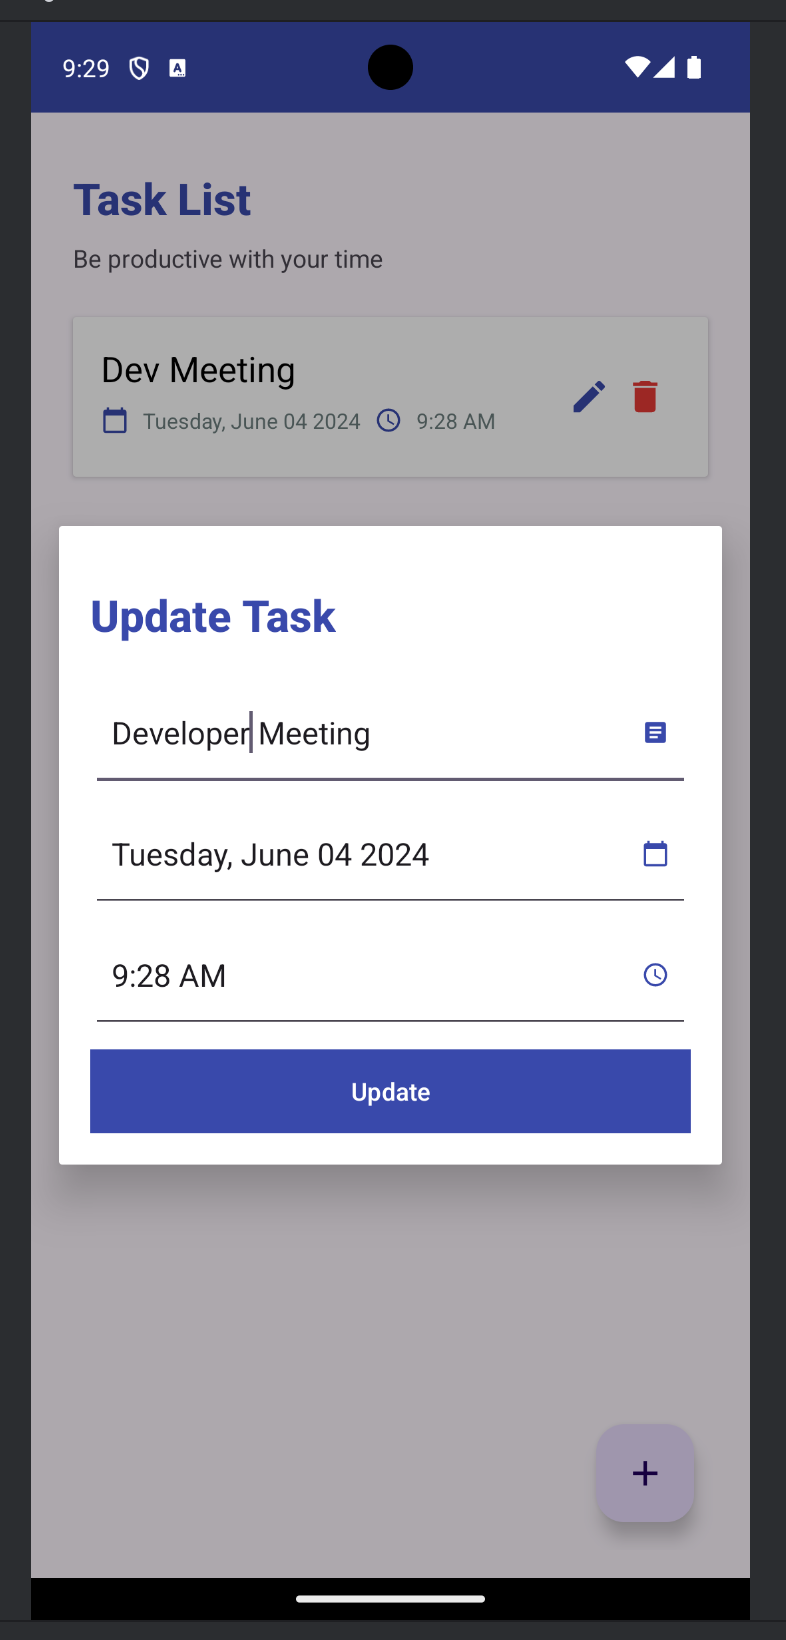 9:29
A
Task List
Be productive with your time
Dev Meeting
Tuesday, June 04 2024 9:28 AM
Update Task
Developer Meeting
Tuesday, June 04 2024
9:28 AM
Update
+